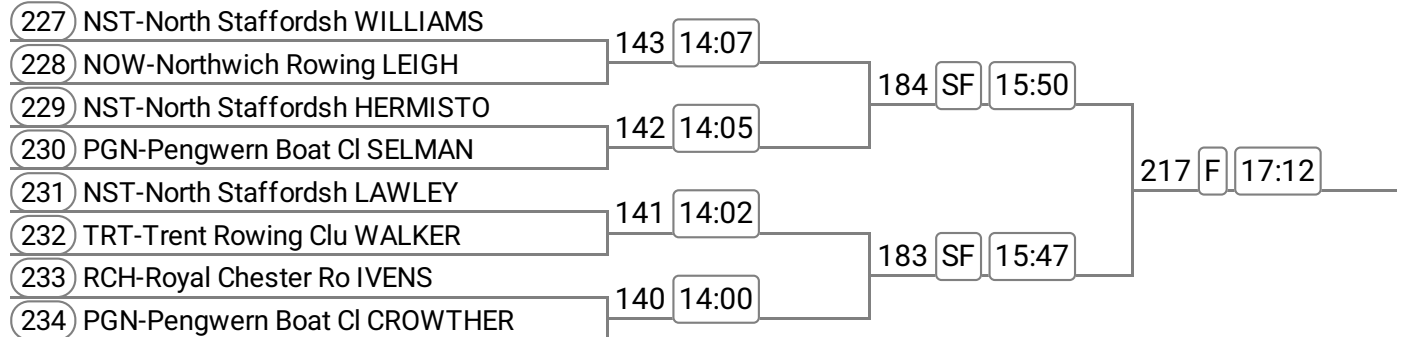 227 NST-North Staffordsh WILLIAMS
143 14:07
228 NOW-Northwich Rowing LEIGH
184 SF 15:50
229 NST-North Staffordsh HERMISTO
142 14:05
230 PGN-Pengwern Boat Cl SELMAN
217 F 17:12
231 NST-North Staffordsh LAWLEY
141 14:02
232 TRT-Trent Rowing Clu WALKER
183 SF 15:47
233 RCH-Royal Chester Ro IVENS
140 14:00
234 PGN-Pengwern Boat Cl CROWTHER